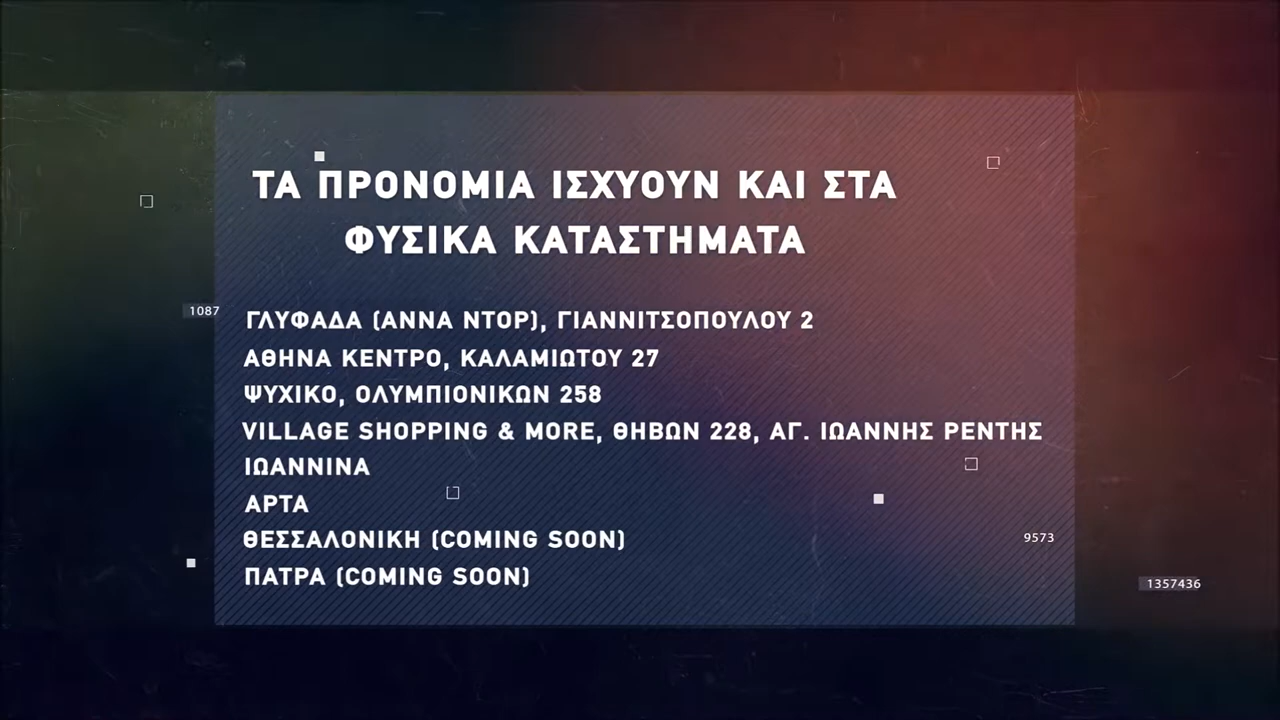 ΤΑ ΠΡΟΝΟΜΙΑ ΙΣΧΥΟΥΝ ΚΑΙ ΣΤΑ
ΦΥΣΙΚΑ ΚΑΤΑΣΤΗΜΑΤΑ
1087
ΓΛΥΦΑΔΑ (ΑΝΝΑ ΝΤΟΡ), ΓΙΑΝΝΙΤΣΟΠΟΥΛΟΥ 2
ΑΘΗΝΑ ΚΕΝΤΡΟ, ΚΑΛΑΜΙΩΤΟΥ 27
ΨΥΧΙΚΟ, ΟΛΥΜΠΙΟΝΙΚΩΝ 258
VILLAGE SHOPPING & MORE, ΘΗΒΩΝ 228, ΑΓ. ΙΩΑΝΝΗΣ ΡΕΝΤΗΣ
ΙΩΑΝΝΙΝΑ
ΑΡΤΑ
ΘΕΣΣΑΛΟΝΙΚΗ (COMING SOON)
9573
ΠΑΤΡΑ (COMING SOON)
1357436